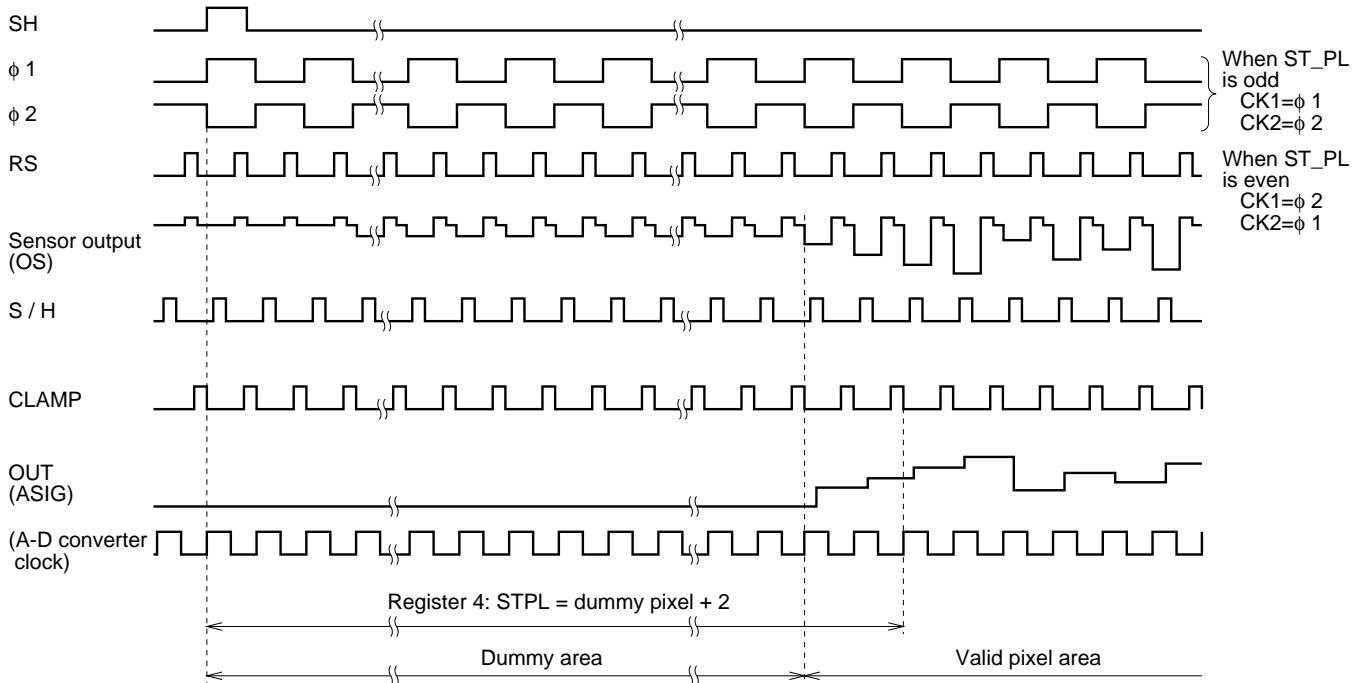 SH
φ 1
φ 2
When ST_PL
is odd
CK1=φ 1
CK2=φ 2
RS
When ST_PL
is even
CK1=φ 2
CK2=φ 1
Sensor output
(OS)
S / H
CLAMP
OUT
(ASIG)
(A-D converter
clock)
Register 4: STPL = dummy pixel + 2
Dummy area
Valid pixel area